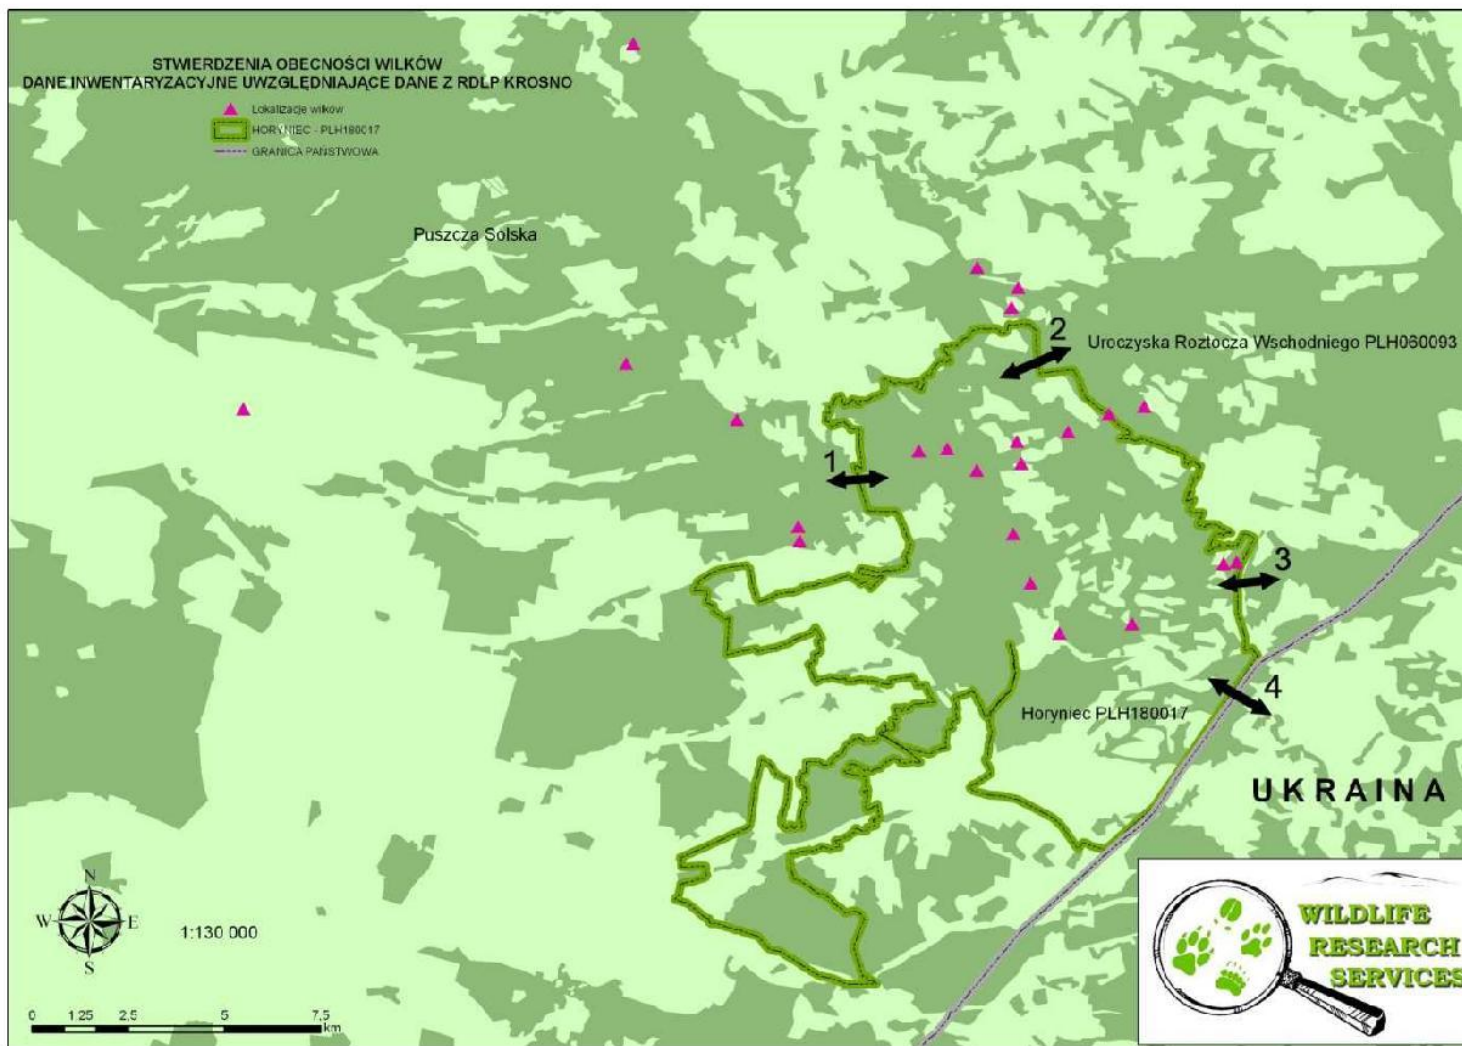 STWIERDZENIA OBECNOŚCI WILKÓW
DANE INWENTARYZACYJNE UWZGLĘDNIAJĄCE DANE Z RDLP KROSNO
Lokalizacje wilków
HORYNIEC - PLH180017
GRANICA PAŃSTWOWA
Puszcza Solska
2
Uroczyska Roztocza Wschodniego PLH060093
1
3
4
Horyniec PLH180017
UKRAINA
N
W E
S
1:130 000
0 1.25 2.5 5 7.5
km
WILDLIFE
RESEARCH
SERVICES